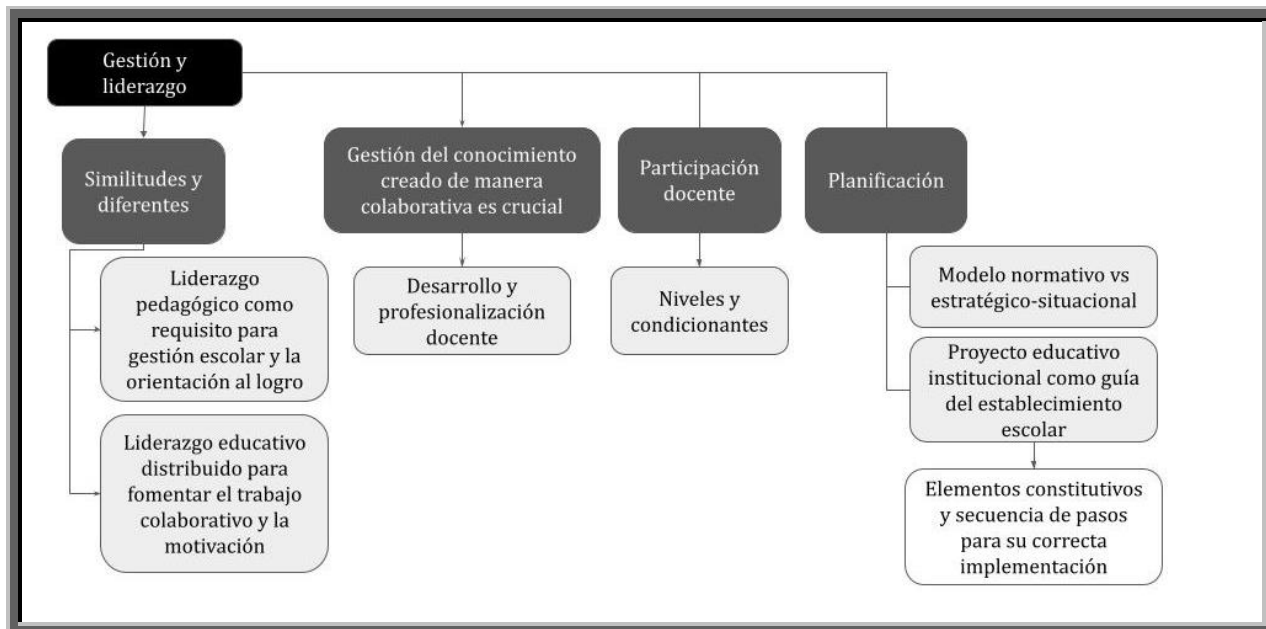 Gestión y
liderazgo
Similitudes y
diferentes
Gestión del conocimiento
creado de manera
colaborativa es crucial
Participación
docente
Planificación
Liderazgo
pedagógico como
requisito para
gestión escolar y la
orientación al logro
Liderazgo educativo
distribuido para
fomentar el trabajo
colaborativo y la
motivación
Desarrollo y
profesionalización
docente
Niveles y
condicionantes
Modelo normativo vs
estratégico-situacional
Proyecto educativo
institucional como guía
del establecimiento
escolar
Elementos constitutivos
y secuencia de pasos
para su correcta
implementación